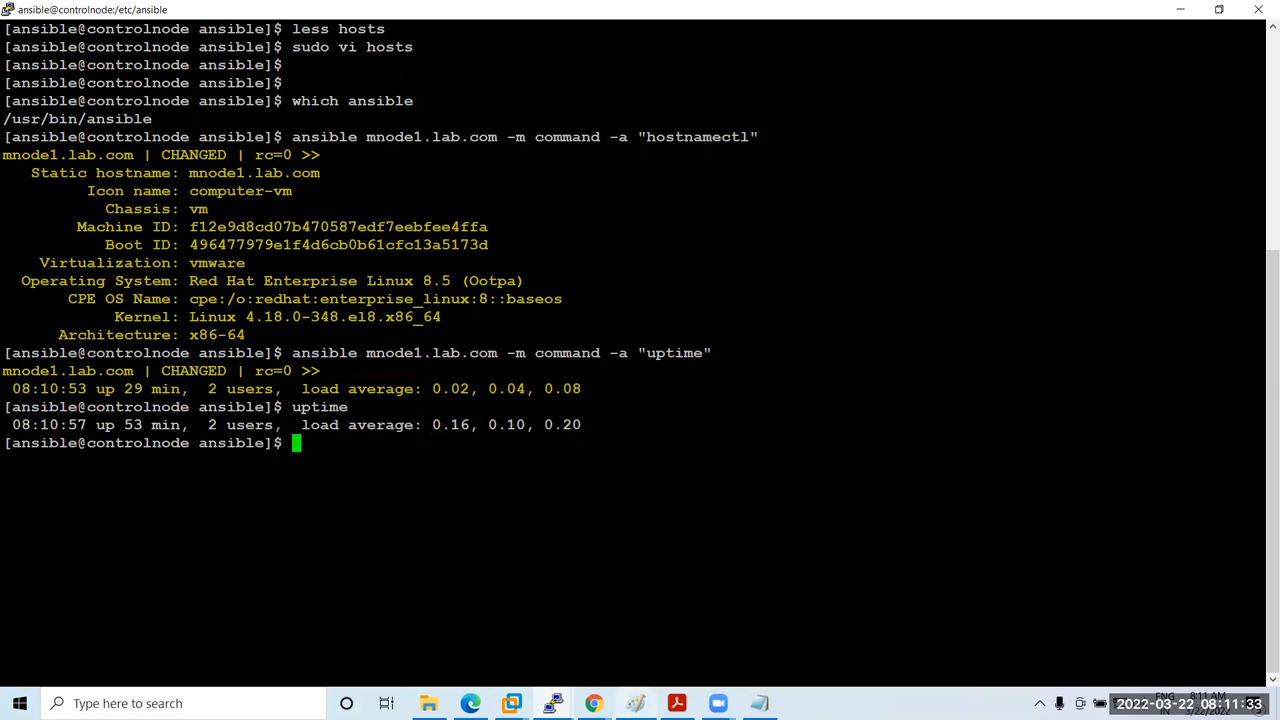 ansible@controlnode:/etc/ansible
[ansible@controlnode ansible]$ less hosts
[ansible@controlnode ansible]$ sudo vi hosts
[ansible@controlnode ansible]$
[ansible@controlnode ansible]$
[ansible@controlnode ansible]$ which ansible
/usr/bin/ansible
[ansible@controlnode ansible]$ ansible mnode1.lab.com -m command -a "hostnamectl"
mnode1.lab.com | CHANGED | rc=0 >>
Static hostname: mnode1.lab.com
Icon name: computer-vm
Chassis: vm
Machine ID: f12e9d8cd07b470587edf7eebfee4ffa
Boot ID: 496477979e1f4d6cb0b61cfc13a5173d
Virtualization: vmware
Operating System: Red Hat Enterprise Linux 8.5 (Ootpa)
CPE OS Name: cpe:/o:redhat:enterprise_linux:8::baseos
Kernel: Linux 4.18.0-348.el8.x86_64
Architecture: x86-64
[ansible@controlnode ansible]$ ansible mnode1.lab.com -m command -a "uptime"
mnode1.lab.com | CHANGED | rc=0 >>
08:10:53 up 29 min, 2 users, load average: 0.02, 0.04, 0.08
[ansible@controlnode ansible]$ uptime
08:10:57 up 53 min, 2 users, load average: 0.16, 0.10, 0.20
[ansible@controlnode ansible]$
Type here to search
2022-03-22 08:11:33